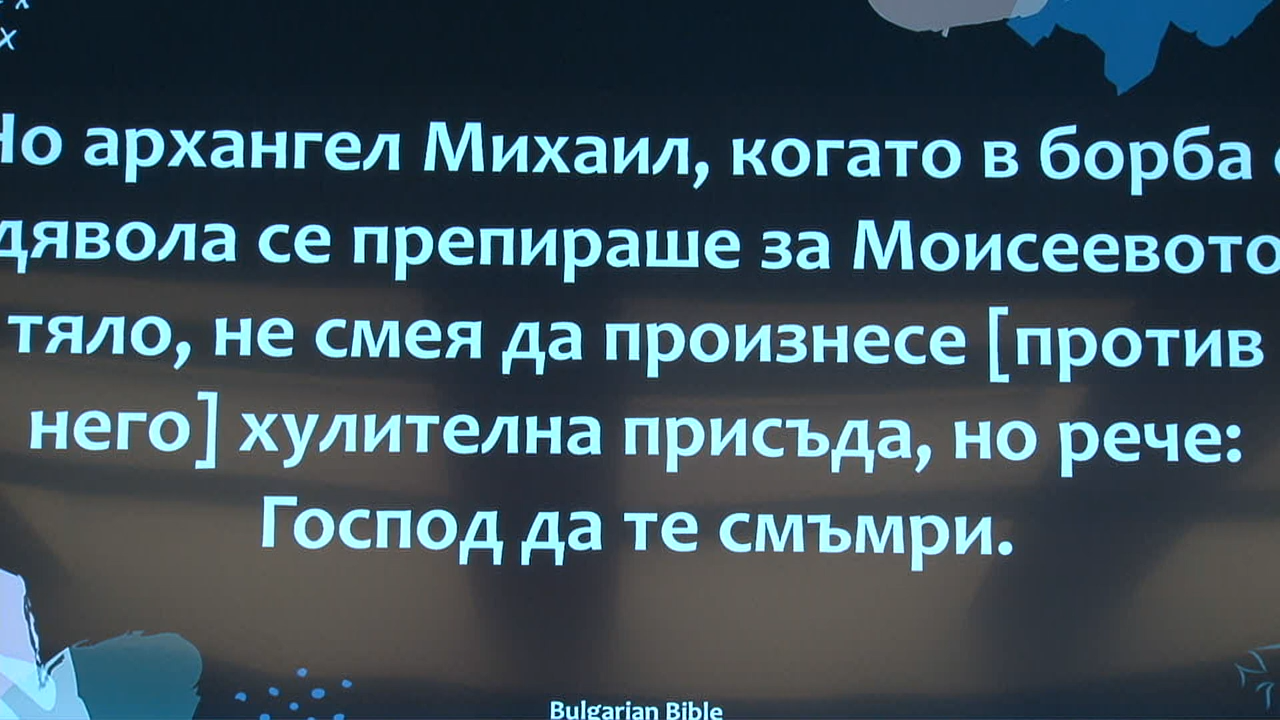 Но архангел Михаил, когато в борба с
дявола се препираше за Моисеевото
тяло, не смея да произнесе [против
него] хулителна присъда, но рече:
Господ да те смъмри.
Bulgarian Bible